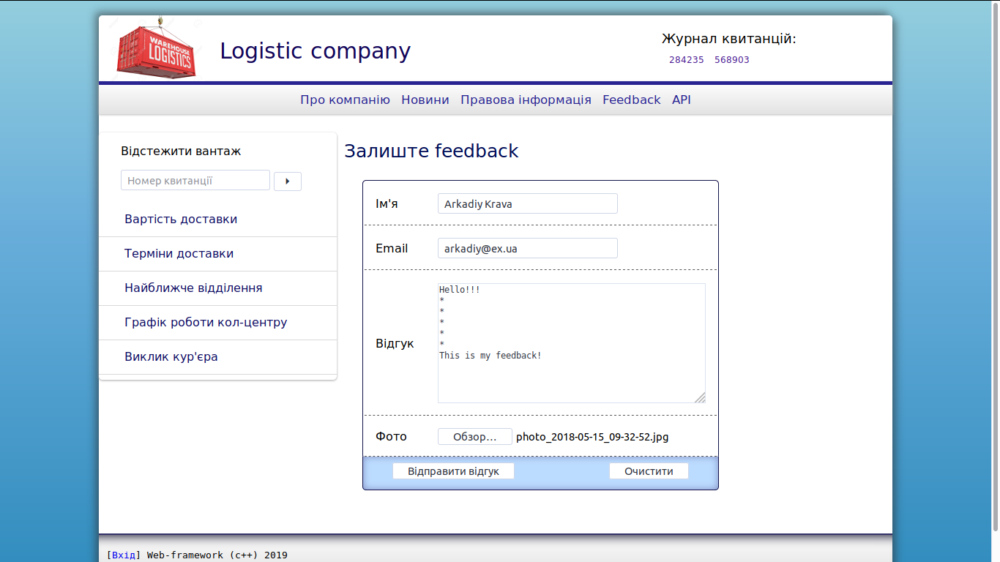 WAREHOUSE
LOGISTICS
Logistic company
Журнал квитанцій:
284235 568903
Про компанію Новини Правова інформація Feedback API
Відстежити вантаж
Номер квитанції
Вартість доставки
Терміни доставки
Найближче відділення
Графік роботи кол-центру
Виклик кур'єра
Залиште feedback
Ім'я Arkadiy Krava
Email arkadiy@ex.ua
Відгук
Hello!!!
*
*
*
*
*
This is my feedback!
Фото Обзор... photo_2018-05-15_09-32-52.jpg
Відправити відгук Очистити
[Вхід] Web-framework (c++) 2019